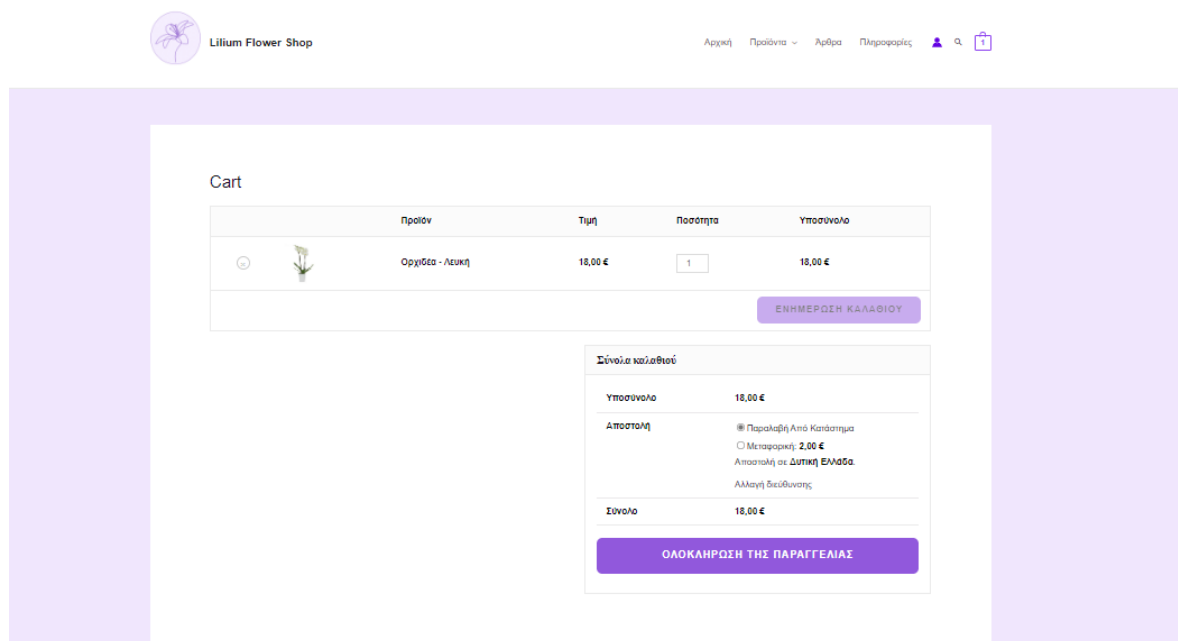 Lilium Flower Shop
Αρχική Προϊόντα Άρθρα Πληροφορίες 1
Cart
Προϊόν Τιμή Ποσότητα Υποσύνολο
Ορχιδέα - Λευκή 18,00 € 1 18,00 €
ΕΝΗΜΕΡΩΣΗ ΚΑΛΑΘΙΟΥ
Σύνολα καλαθιού
Υποσύνολο 18,00 €
Αποστολή Παραλαβή Από Κατάστημα
Μεταφορική: 2,00 €
Αποστολή σε Δυτική Ελλάδα.
Αλλαγή διεύθυνσης
Σύνολο 18,00 €
ΟΛΟΚΛΗΡΩΣΗ ΤΗΣ ΠΑΡΑΓΓΕΛΙΑΣ